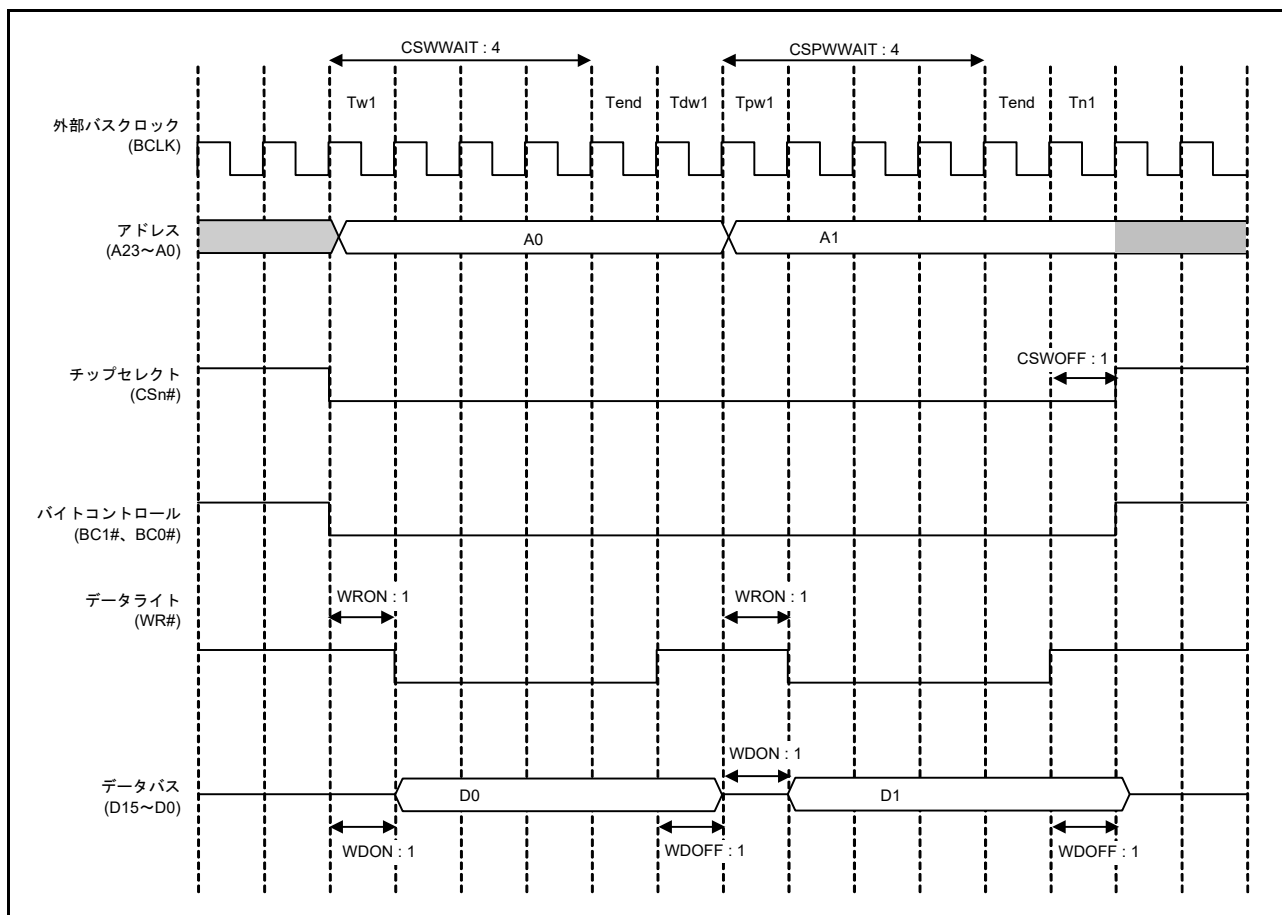 CSWWAIT : 4
CSPWWAIT : 4
Tw1
Tend
Tdw1
Tpw1
Tend
Tn1
外部バスクロック
(BCLK)
アドレス
(A23～A0)
A0
A1
CSWOFF : 1
チップセレクト
(CSn#)
バイトコントロール
(BC1#、BC0#)
データライト
(WR#)
WRON : 1
WRON : 1
WDON : 1
データバス
(D15～D0)
D0
D1
WDON : 1
WDOFF : 1
WDOFF : 1